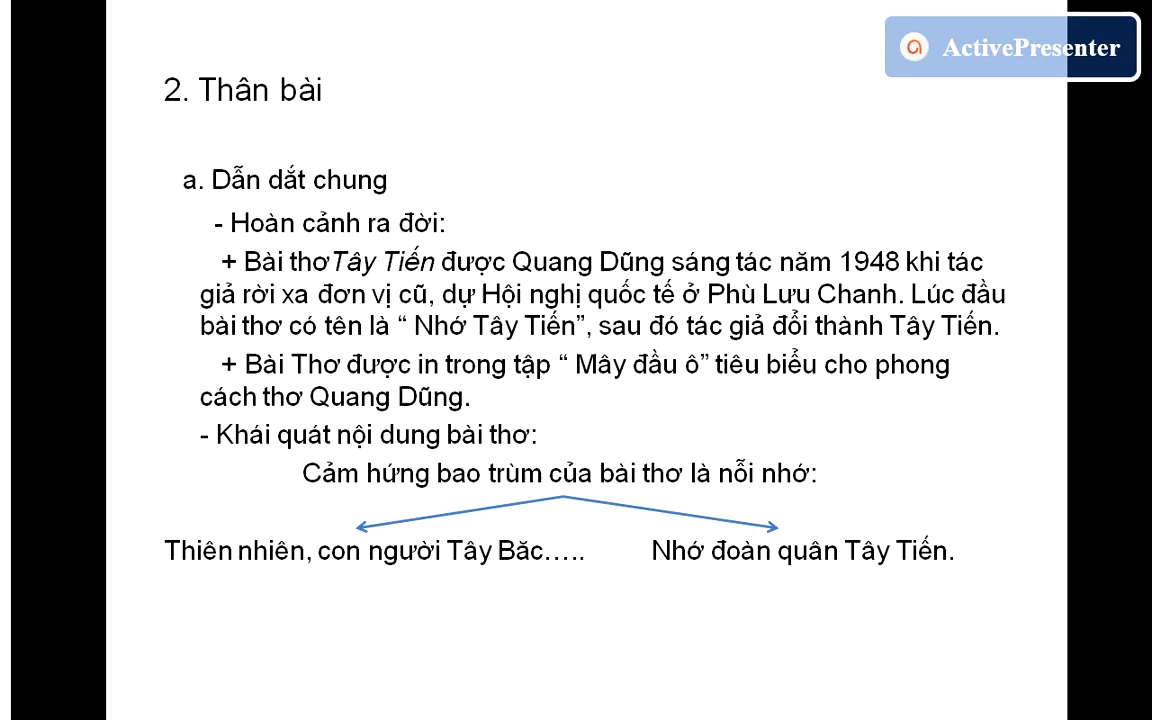 ActivePresenter
2. Thân bài
a. Dẫn dắt chung
- Hoàn cảnh ra đời:
+ Bài thơ Tây Tiến được Quang Dũng sáng tác năm 1948 khi tác
giả rời xa đơn vị cũ, dự Hội nghị quốc tế ở Phù Lưu Chanh. Lúc đầu
bài thơ có tên là “ Nhớ Tây Tiến”, sau đó tác giả đổi thành Tây Tiến.
+ Bài Thơ được in trong tập “ Mây đầu ô” tiêu biểu cho phong
cách thơ Quang Dũng.
- Khái quát nội dung bài thơ:
Cảm hứng bao trùm của bài thơ là nỗi nhớ:
Thiên nhiên, con người Tây Băc….. Nhớ đoàn quân Tây Tiến.